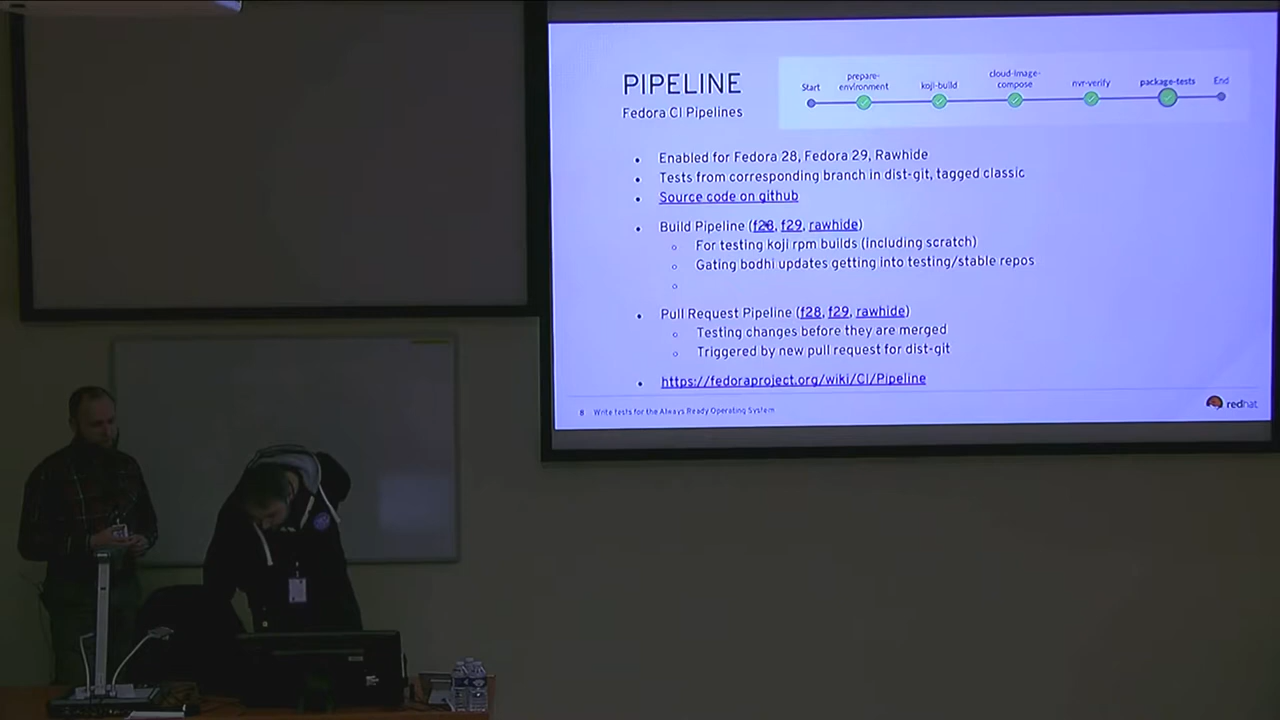 PIPELINE
Fedora CI Pipelines
Start
prepare-
environment
koji-build
cloud-image-
compose
nvr-verify
package-tests
End
• Enabled for Fedora 28, Fedora 29, Rawhide
• Tests from corresponding branch in dist-git, tagged classic
• Source code on github
• Build Pipeline (f28, f29, rawhide)
○ For testing koji rpm builds (including scratch)
○ Gating bodhi updates getting into testing/stable repos
○
• Pull Request Pipeline (f28, f29, rawhide)
○ Testing changes before they are merged
○ Triggered by new pull request for dist-git
• https://fedoraproject.org/wiki/CI/Pipeline
8 Write tests for the Always Ready Operating System
redhat